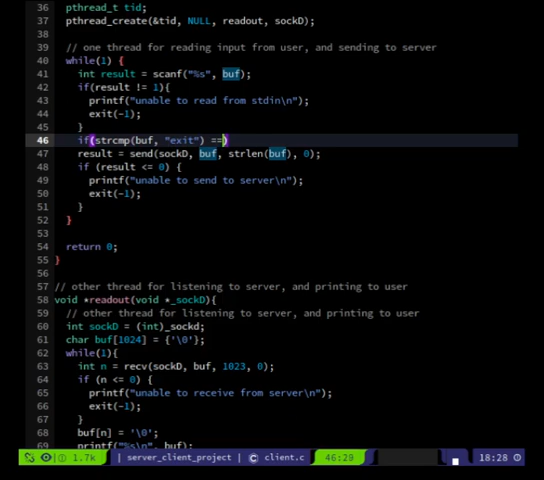 36 pthread_t tid;
37 pthread_create(&tid, NULL, readout, sockD);
38
39 // one thread for reading input from user, and sending to server
40 while(1) {
41 int result = scanf("%s", buf);
42 if(result != 1){
43 printf("unable to read from stdin\n");
44 exit(-1);
45 }
46 if(strcmp(buf, "exit") ==)
47 result = send(sockD, buf, strlen(buf), 0);
48 if (result <= 0) {
49 printf("unable to send to server\n");
50 exit(-1);
51 }
52 }
53
54 return 0;
55 }
56
57 // other thread for listening to server, and printing to user
58 void *readout(void *_sockD){
59 // other thread for listening to server, and printing to user
60 int sockD = (int)_sockd;
61 char buf[1024] = {'\0'};
62 while(1){
63 int n = recv(sockD, buf, 1023, 0);
64 if (n <= 0) {
65 printf("unable to receive from server\n");
66 exit(-1);
67 }
68 buf[n] = '\0';
69 printf("%s\n", buf);
1.7k | server_client_project | client.c 46:29 18:28